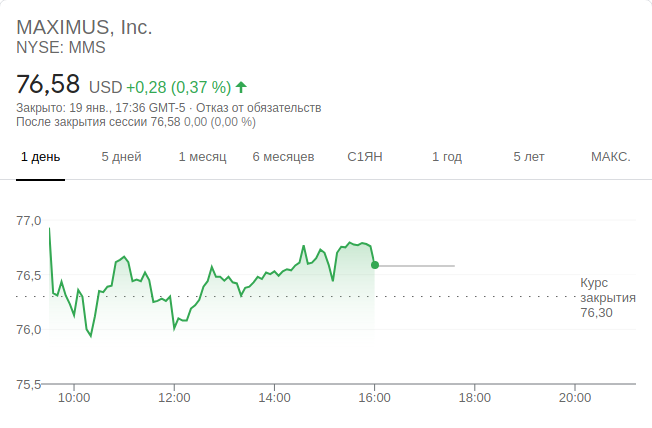 MAXIMUS, Inc.
NYSE: MMS
76,58 USD +0,28 (0,37 %)
Закрыто: 19 янв., 17:36 GMT-5 · Отказ от обязательств
После закрытия сессии 76,58 0,00 (0,00 %)
1 день 5 дней 1 месяц 6 месяцев С1ЯН 1 год 5 лет МАКС.
77,0
76,5
Курс
закрытия
76,30
76,0
75,5
10:00 12:00 14:00 16:00 18:00 20:00